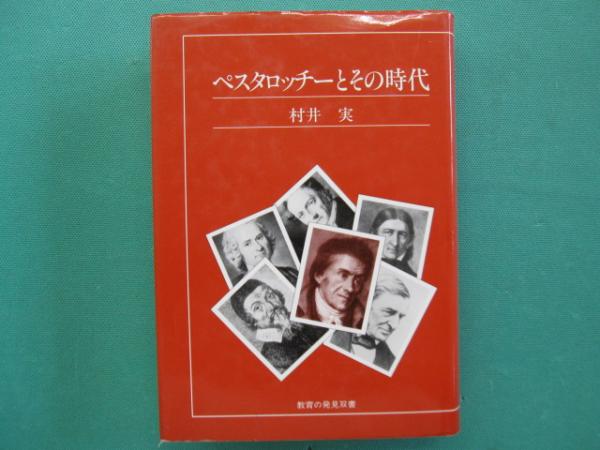 ペスタロッチーとその時代
村井 実
教育の発見双書